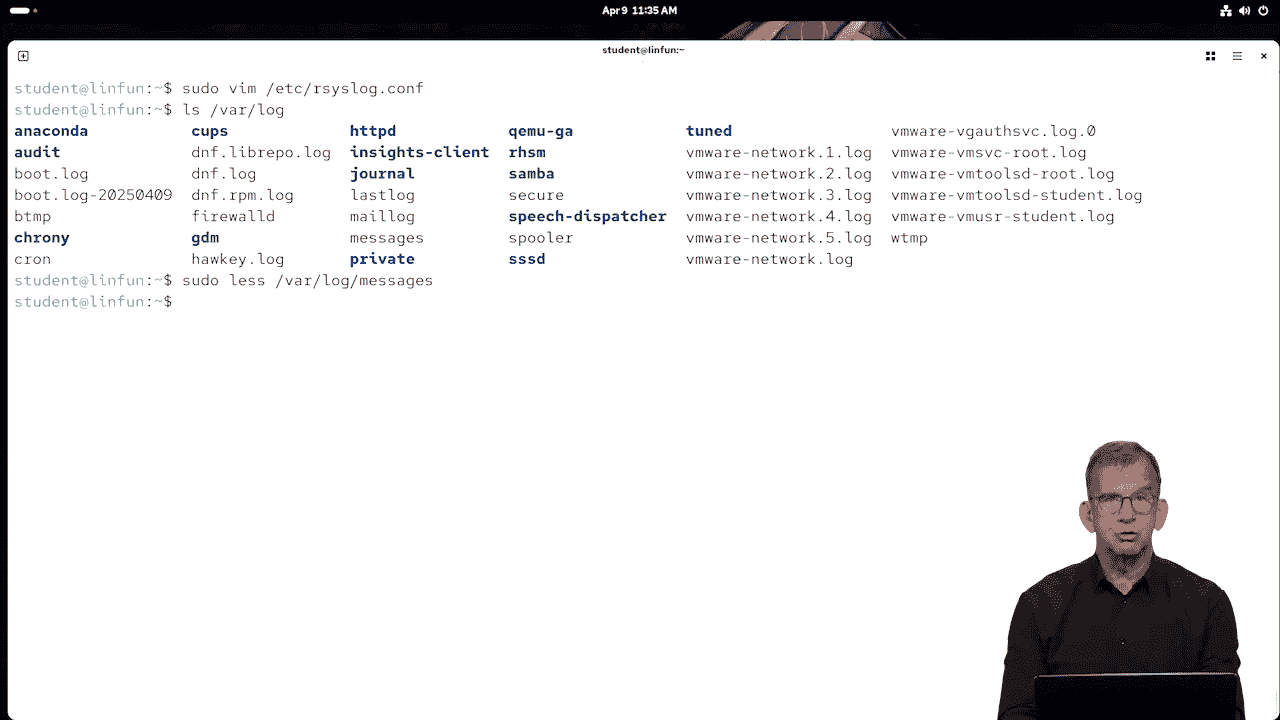 Apr 9 11:35 AM
student@linfun:~
student@linfun:~$ sudo vim /etc/rsyslog.conf
student@linfun:~$ ls /var/log
anaconda cups httpd qemu-ga tuned vmware-vgauthsvc.log.0
audit dnf.librepo.log insights-client rhsm vmware-network.1.log vmware-vmsvc-root.log
boot.log dnf.log journal samba vmware-network.2.log vmware-vmtoolsd-root.log
boot.log-20250409 dnf.rpm.log lastlog secure vmware-network.3.log vmware-vmtoolsd-student.log
btmp firewalld maillog speech-dispatcher vmware-network.4.log vmware-vmusr-student.log
chrony gdm messages spooler vmware-network.5.log wtmp
cron hawkey.log private sssd vmware-network.log
student@linfun:~$ sudo less /var/log/messages
student@linfun:~$